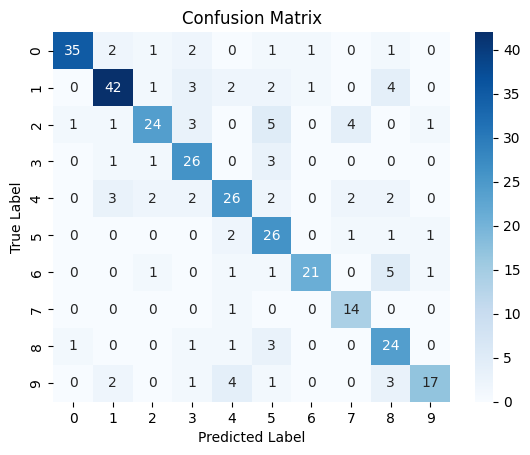 Confusion Matrix
True Label
0 35 2 1 2 0 1 1 0 1 0
1 0 42 1 3 2 2 1 0 4 0
2 1 1 24 3 0 5 0 4 0 1
3 0 1 1 26 0 3 0 0 0 0
4 0 3 2 2 26 2 0 2 2 0
5 0 0 0 0 2 26 0 1 1 1
6 0 0 1 0 1 1 21 0 5 1
7 0 0 0 0 1 0 0 14 0 0
8 1 0 0 1 1 3 0 0 24 0
9 0 2 0 1 4 1 0 0 3 17
0 1 2 3 4 5 6 7 8 9
Predicted Label
40
35
30
25
20
15
10
5
0